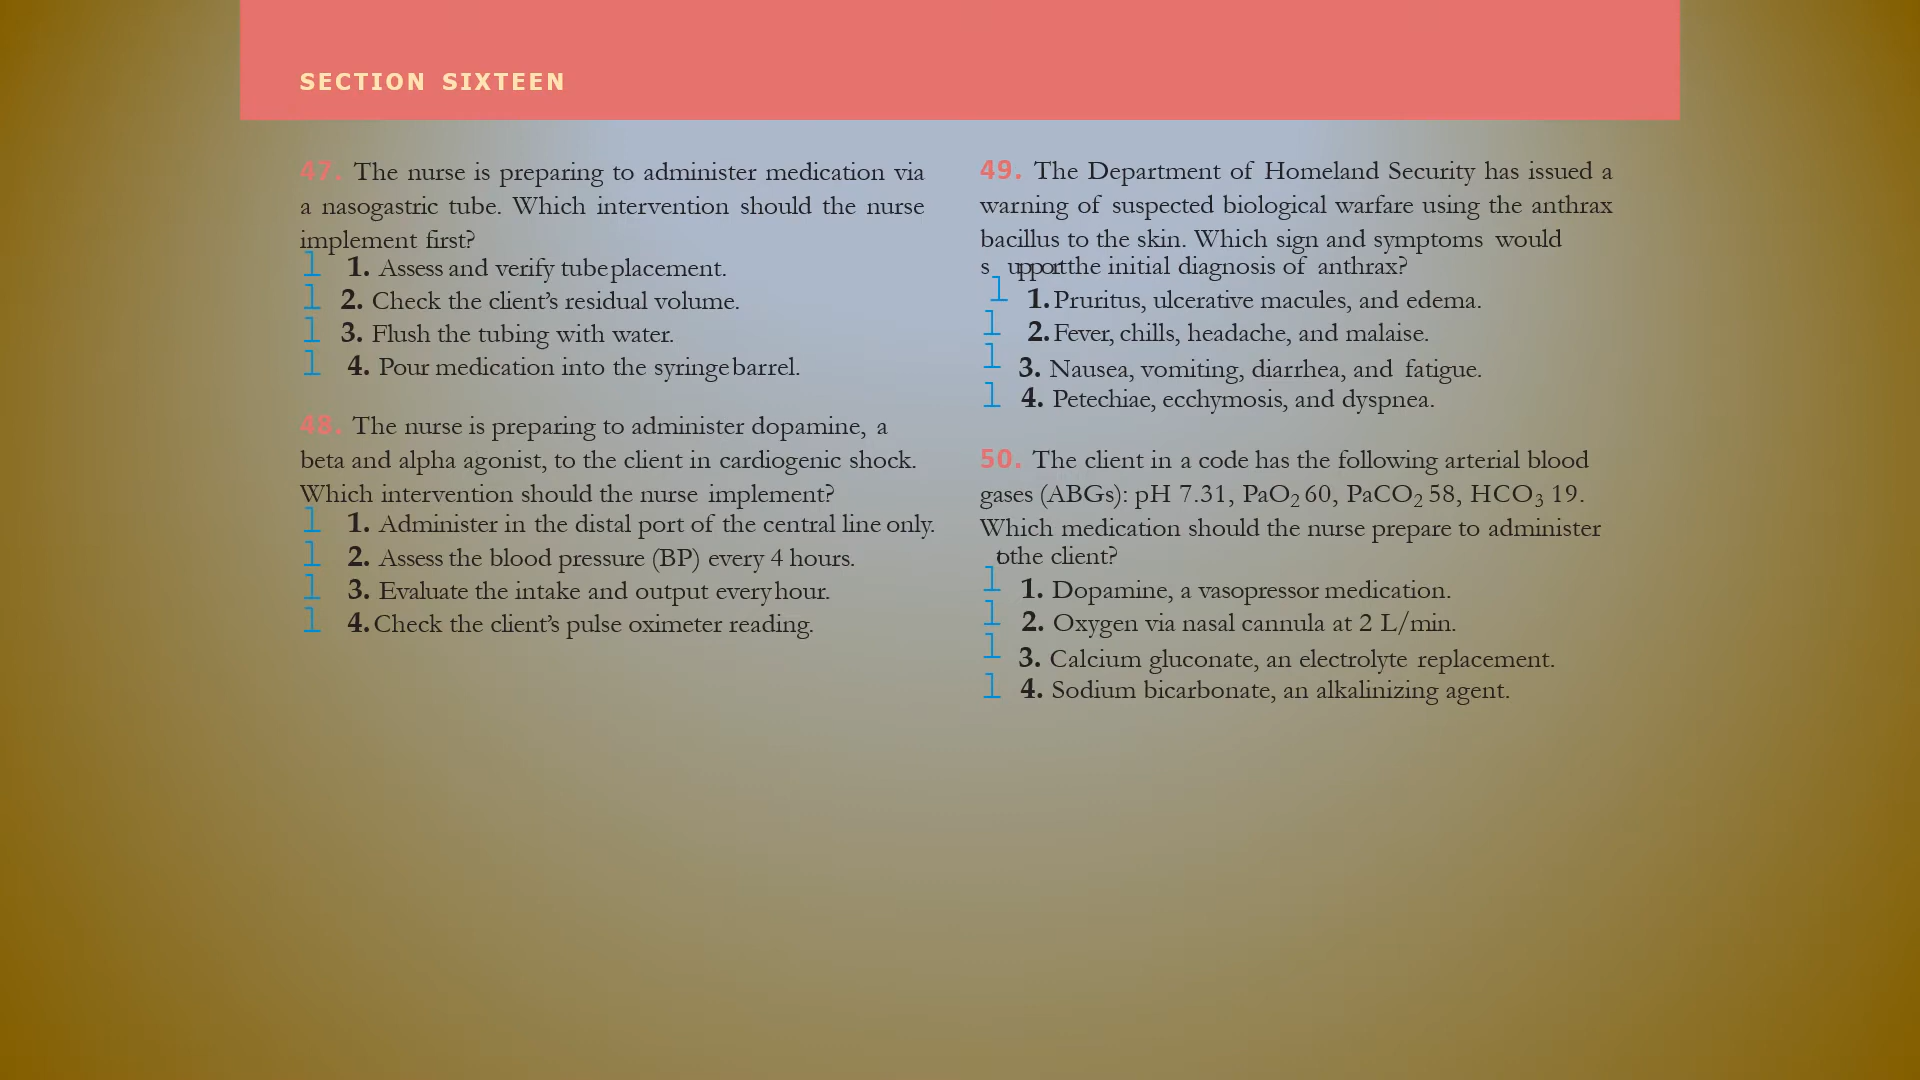 SECTION SIXTEEN
47. The nurse is preparing to administer medication via
a nasogastric tube. Which intervention should the nurse
implement first?
l 1. Assess and verify tube placement.
l 2. Check the client’s residual volume.
l 3. Flush the tubing with water.
l 4. Pour medication into the syringe barrel.
48. The nurse is preparing to administer dopamine, a
beta and alpha agonist, to the client in cardiogenic shock.
Which intervention should the nurse implement?
l 1. Administer in the distal port of the central line only.
l 2. Assess the blood pressure (BP) every 4 hours.
l 3. Evaluate the intake and output every hour.
l 4. Check the client’s pulse oximeter reading.
49. The Department of Homeland Security has issued a
warning of suspected biological warfare using the anthrax
bacillus to the skin. Which sign and symptoms would
s upport the initial diagnosis of anthrax?
l 1. Pruritus, ulcerative macules, and edema.
l 2. Fever, chills, headache, and malaise.
l 3. Nausea, vomiting, diarrhea, and fatigue.
l 4. Petechiae, ecchymosis, and dyspnea.
50. The client in a code has the following arterial blood
gases (ABGs): pH 7.31, PaO2 60, PaCO2 58, HCO3 19.
Which medication should the nurse prepare to administer
to the client?
l 1. Dopamine, a vasopressor medication.
l 2. Oxygen via nasal cannula at 2 L/min.
l 3. Calcium gluconate, an electrolyte replacement.
l 4. Sodium bicarbonate, an alkalinizing agent.